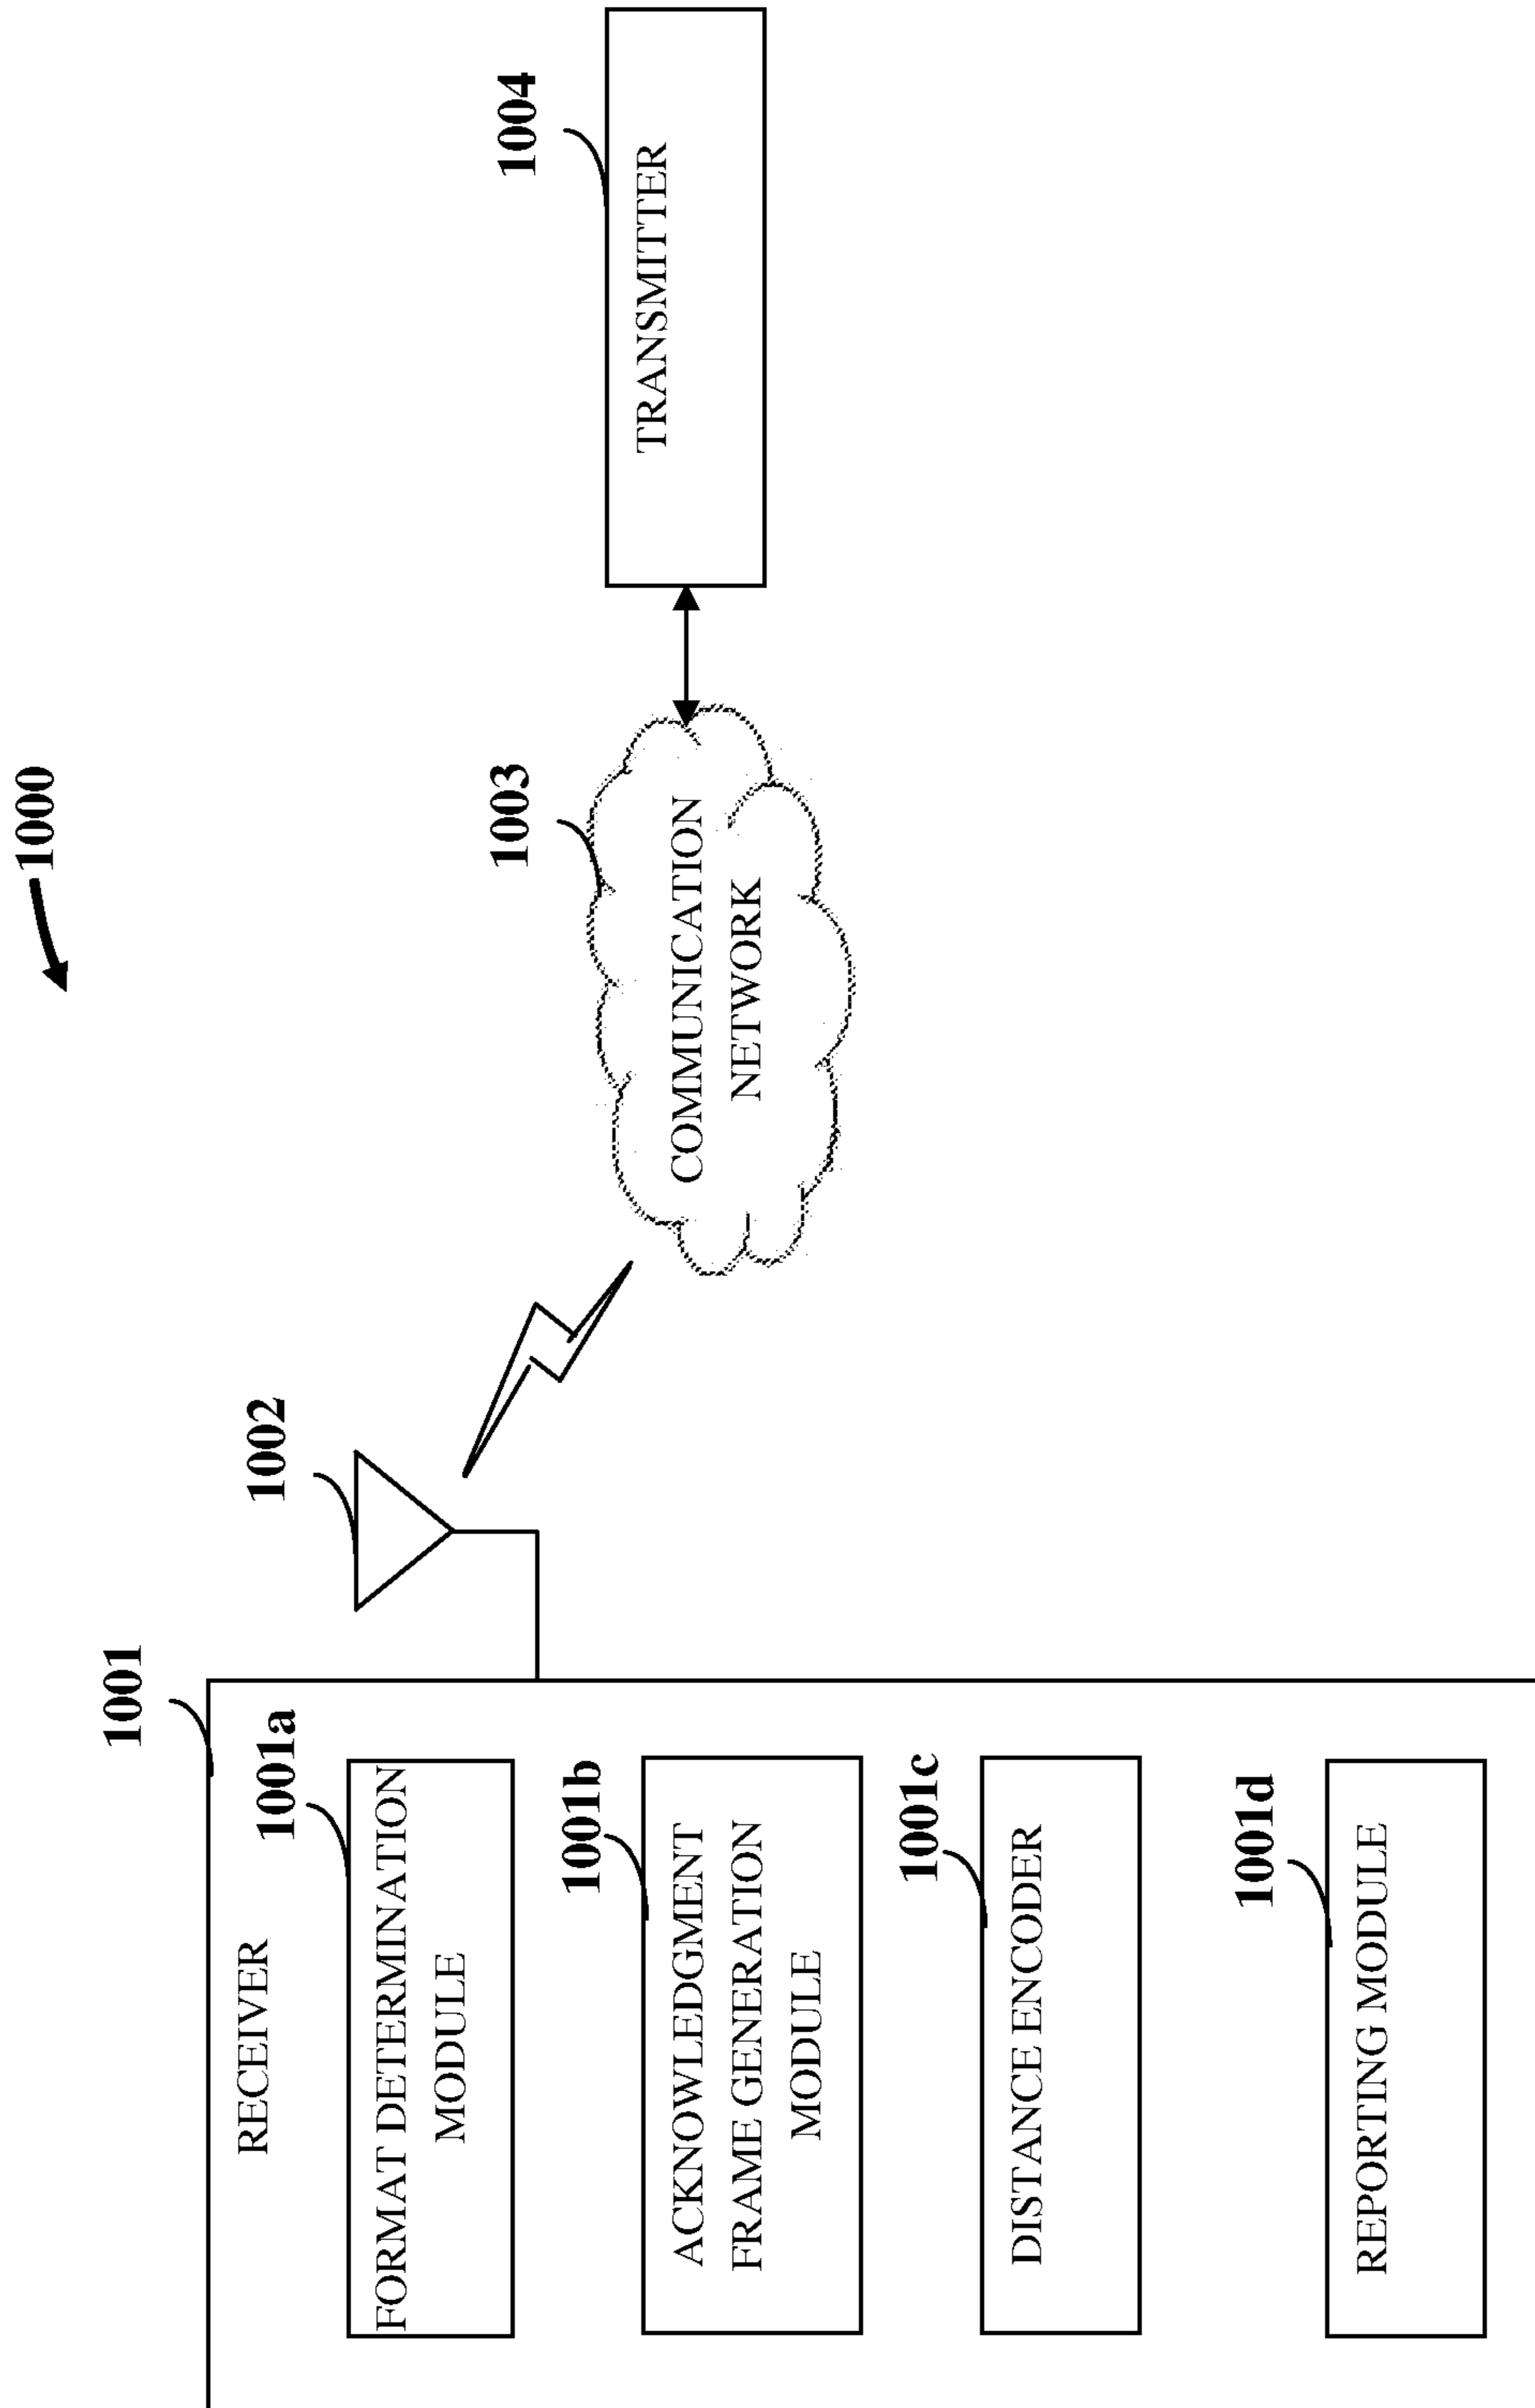 1000
1001
RECEIVER
1001a
FORMAT DETERMINATION
MODULE
1001b
ACKNOWLEDGMENT
FRAME GENERATION
MODULE
1001c
DISTANCE ENCODER
1001d
REPORTING MODULE
1002
1003
COMMUNICATION
NETWORK
1004
TRANSMITTER